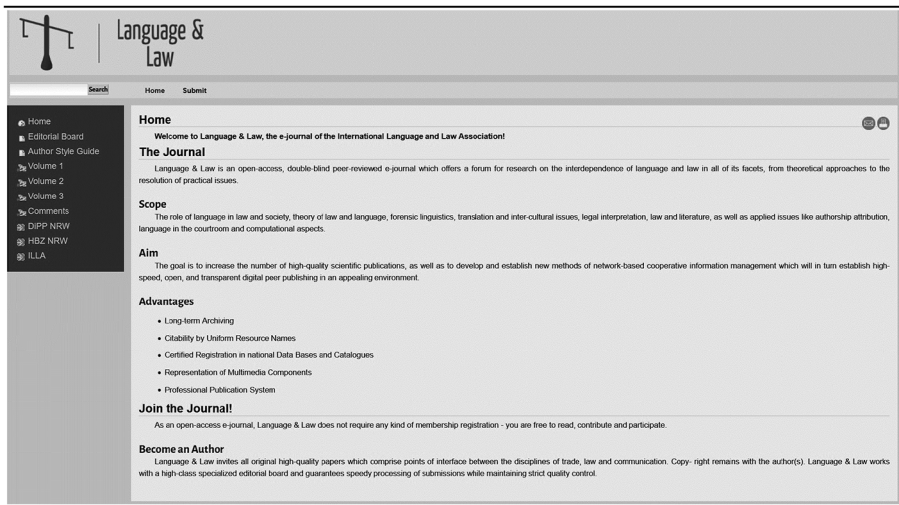 Language &
Law
Search
Home Submit
Home
Editorial Board
Author Style Guide
Volume 1
Volume 2
Volume 3
Comments
DiPP NRW
HBZ NRW
ILLA
Home
Welcome to Language & Law, the e-journal of the International Language and Law Association!
The Journal
Language & Law is an open-access, double-blind peer-reviewed e-journal which offers a forum for research on the interdependence of language and law in all of its facets, from theoretical approaches to the
resolution of practical issues.
Scope
The role of language in law and society, theory of law and language, forensic linguistics, translation and inter-cultural issues, legal interpretation, law and literature, as well as applied issues like authorship attribution,
language in the courtroom and computational aspects.
Aim
The goal is to increase the number of high-quality scientific publications, as well as to develop and establish new methods of network-based cooperative information management which will in turn establish high-
speed, open, and transparent digital peer publishing in an appealing environment.
Advantages
• Long-term Archiving
• Citability by Uniform Resource Names
• Certified Registration in national Data Bases and Catalogues
• Representation of Multimedia Components
• Professional Publication System
Join the Journal!
As an open-access e-journal, Language & Law does not require any kind of membership registration - you are free to read, contribute and participate.
Become an Author
Language & Law invites all original high-quality papers which comprise points of interface between the disciplines of trade, law and communication. Copy- right remains with the author(s). Language & Law works
with a high-class specialized editorial board and guarantees speedy processing of submissions while maintaining strict quality control.